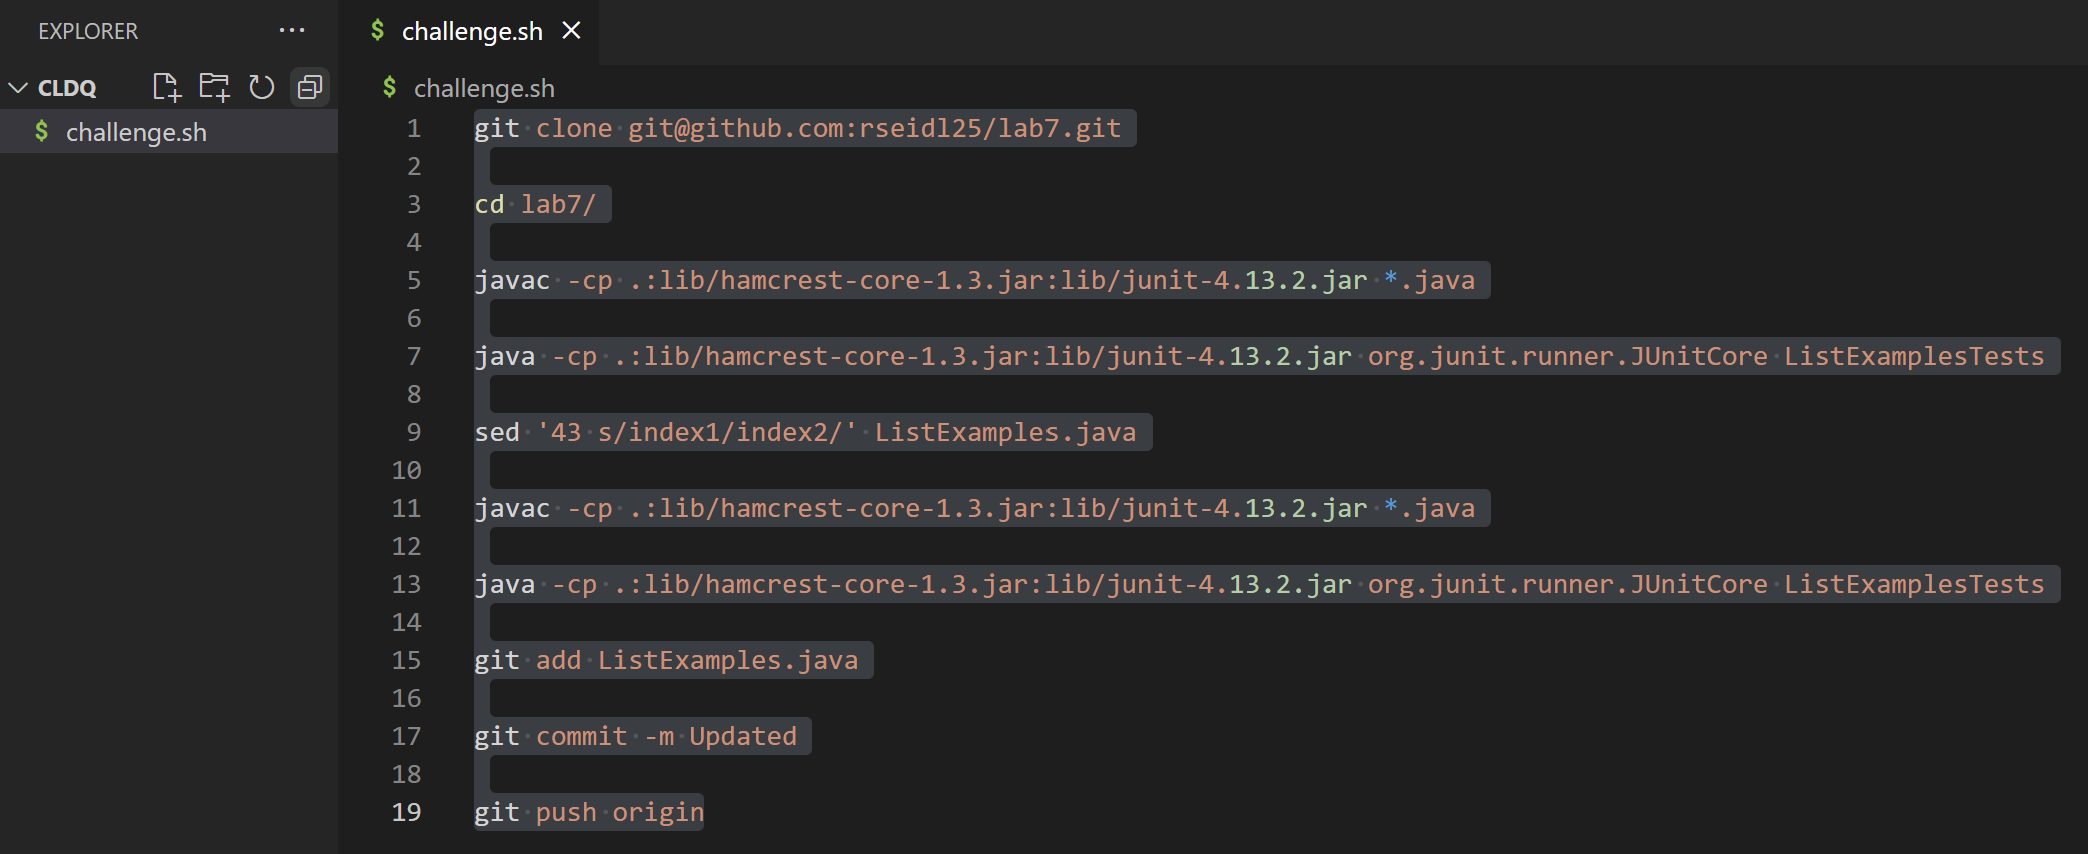 EXPLORER ...
CLDQ
$ challenge.sh
$ challenge.sh
$ challenge.sh
1 git clone git@github.com:rseidl25/lab7.git
2
3 cd lab7/
4
5 javac -cp .:lib/hamcrest-core-1.3.jar:lib/junit-4.13.2.jar *.java
6
7 java -cp .:lib/hamcrest-core-1.3.jar:lib/junit-4.13.2.jar org.junit.runner.JUnitCore ListExamplesTests
8
9 sed '43 s/index1/index2/' ListExamples.java
10
11 javac -cp .:lib/hamcrest-core-1.3.jar:lib/junit-4.13.2.jar *.java
12
13 java -cp .:lib/hamcrest-core-1.3.jar:lib/junit-4.13.2.jar org.junit.runner.JUnitCore ListExamplesTests
14
15 git add ListExamples.java
16
17 git commit -m Updated
18
19 git push origin